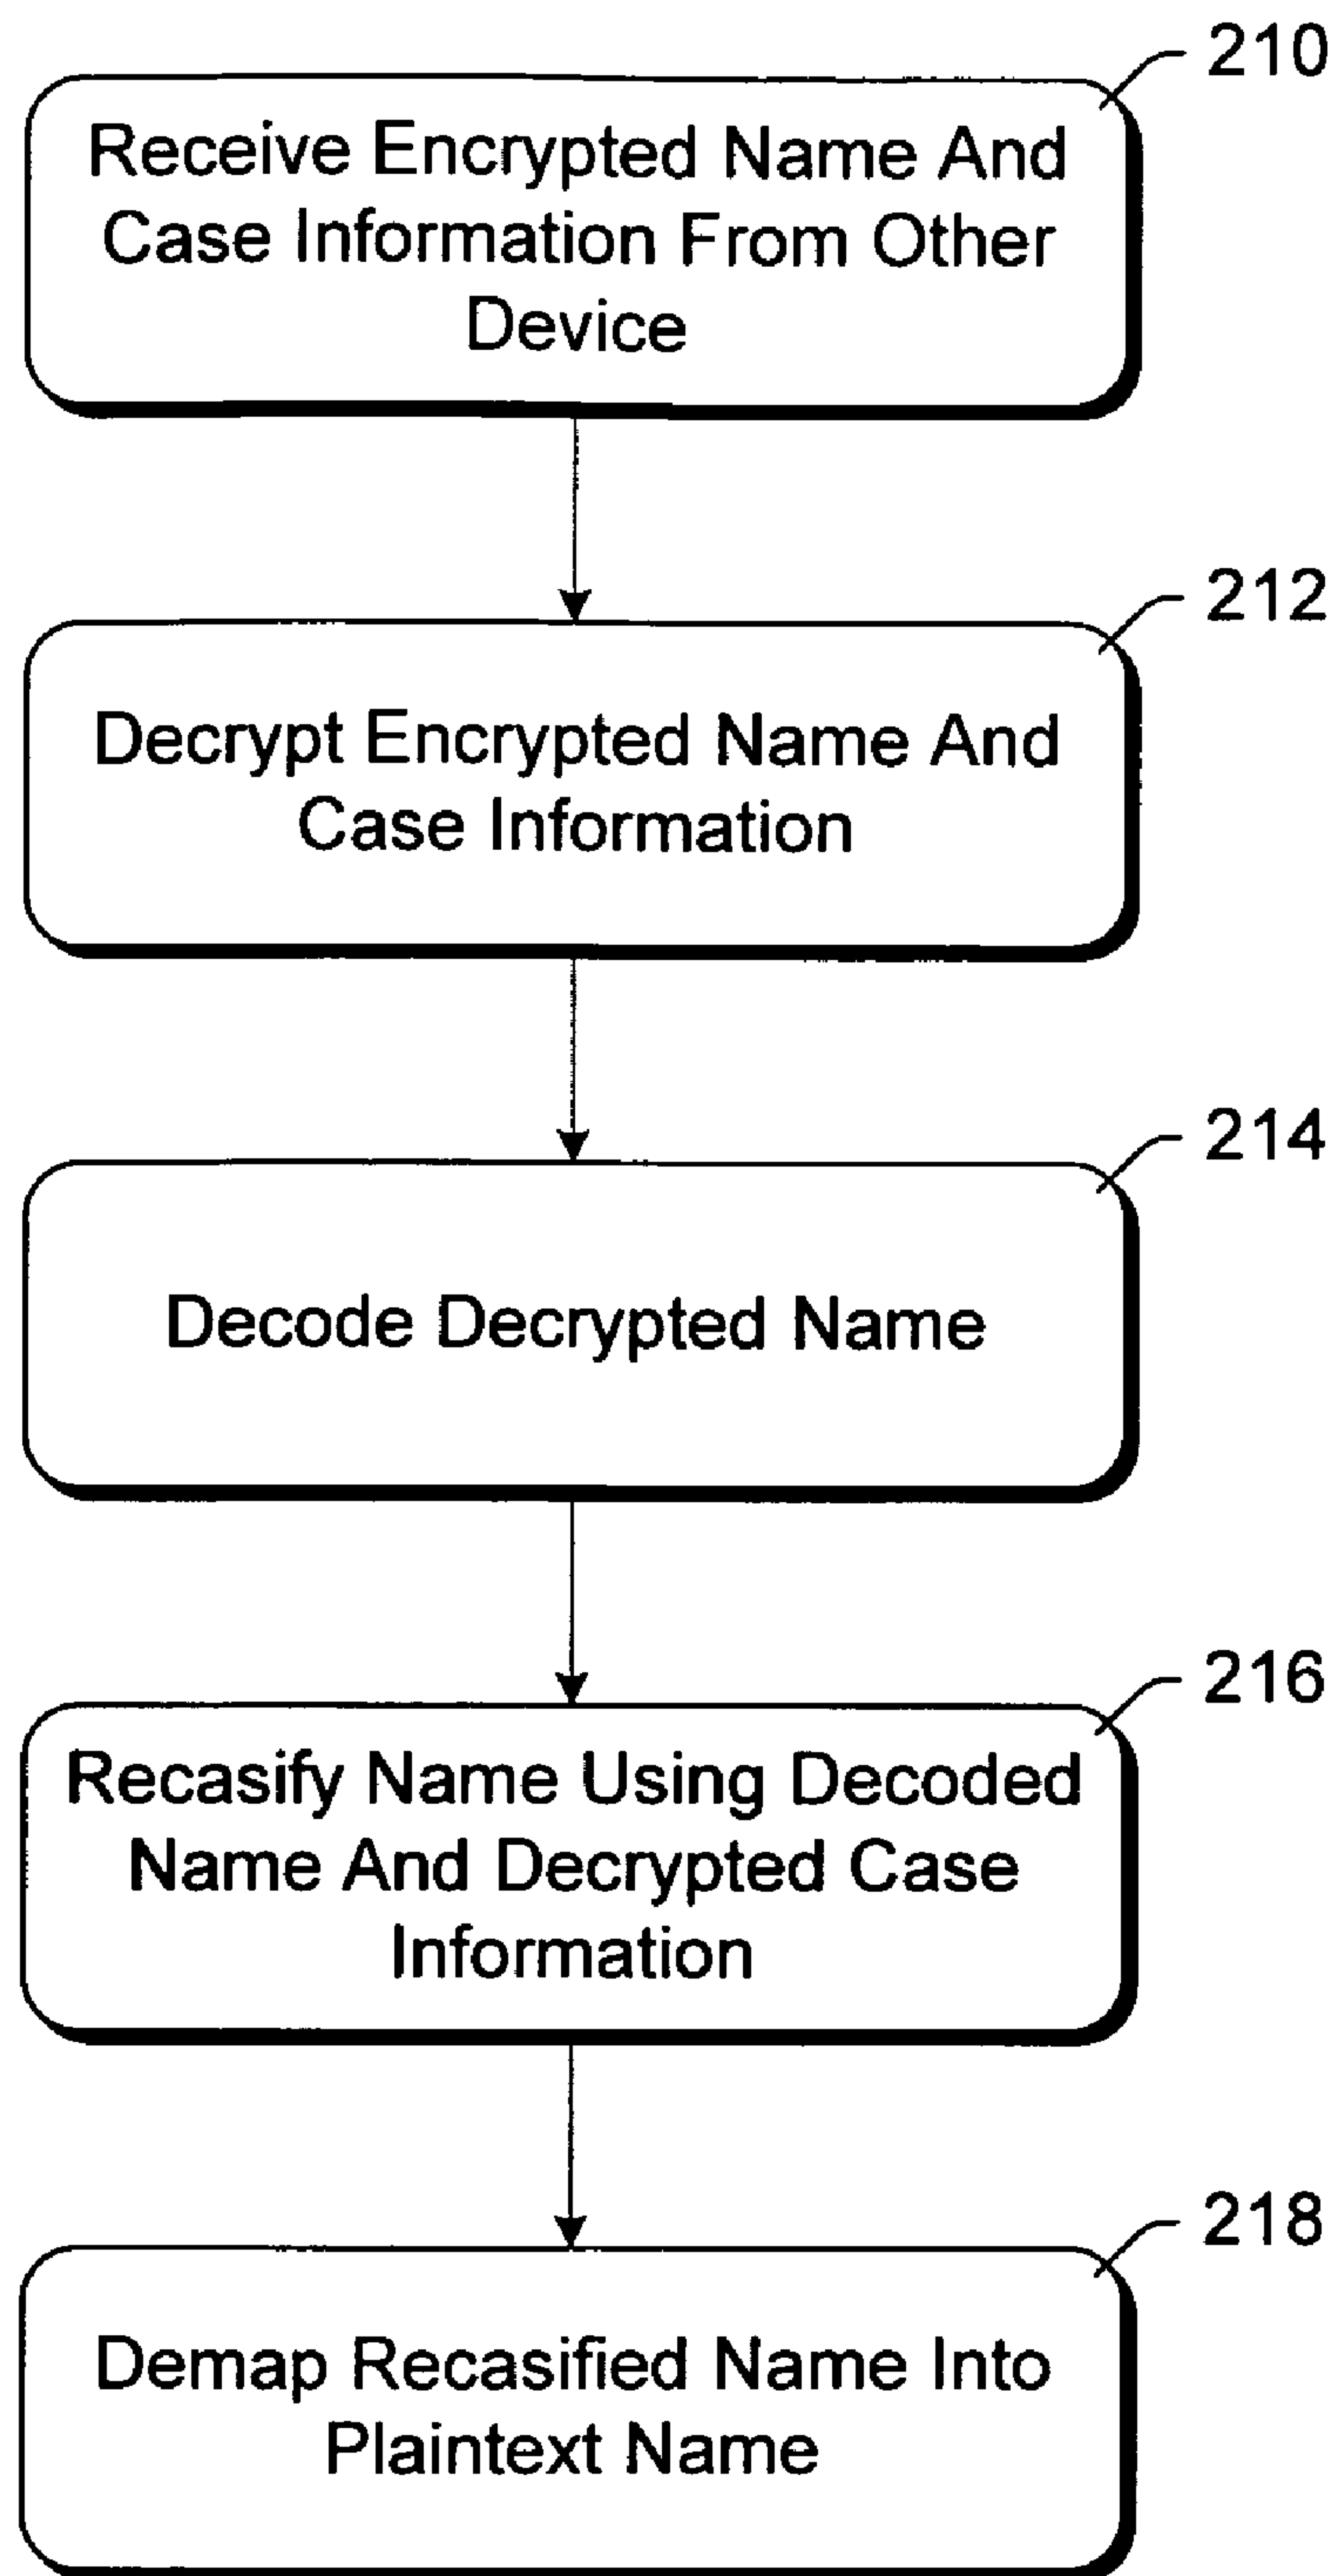 210
Receive Encrypted Name And
Case Information From Other
Device
212
Decrypt Encrypted Name And
Case Information
214
Decode Decrypted Name
216
Recasify Name Using Decoded
Name And Decrypted Case
Information
218
Demap Recasified Name Into
Plaintext Name